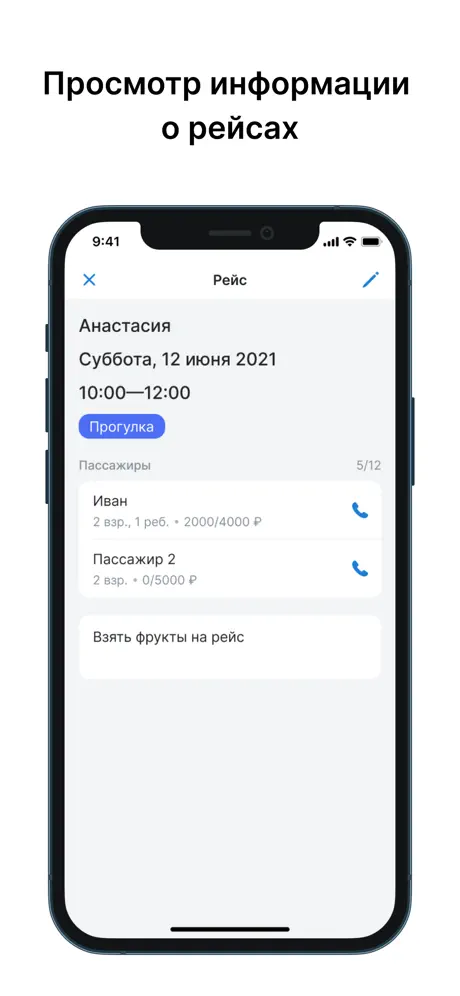 Просмотр информации
о рейсах
9:41
Рейс
Анастасия
Суббота, 12 июня 2021
10:00—12:00
Прогулка
Пассажиры 5/12
Иван
2 взр., 1 реб. • 2000/4000 ₽
Пассажир 2
2 взр. • 0/5000 ₽
Взять фрукты на рейс